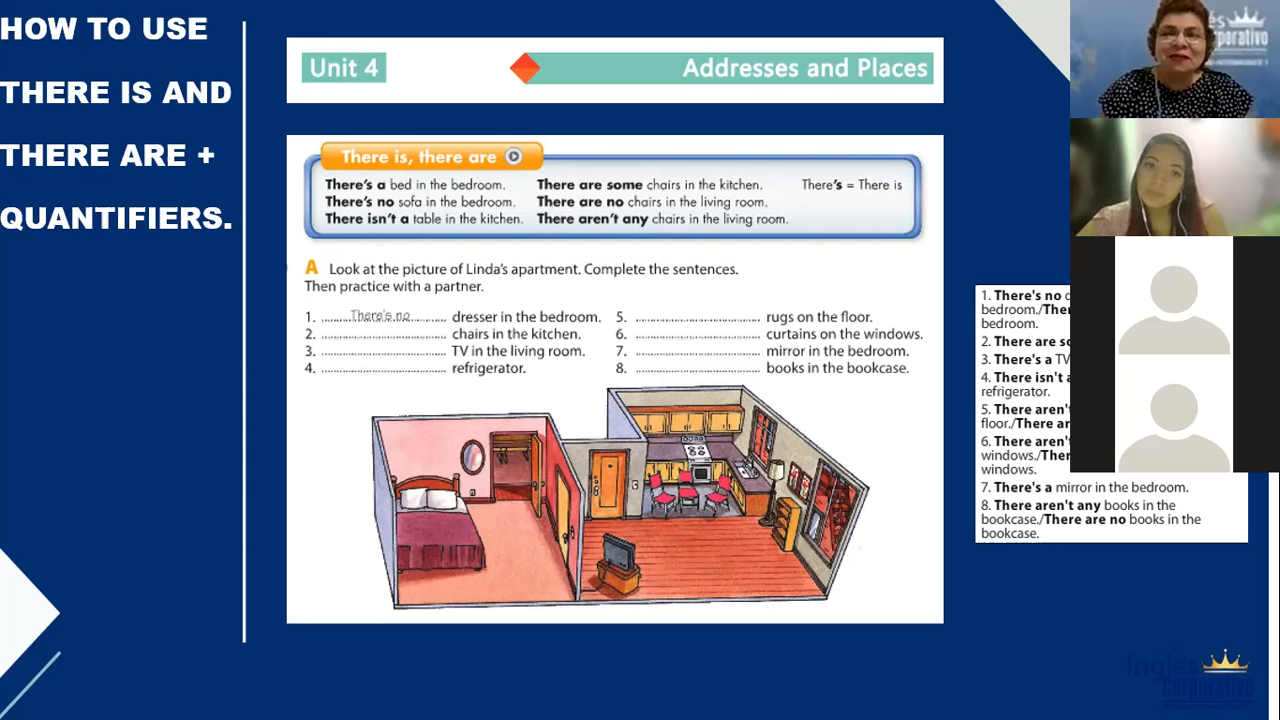 HOW TO USE
THERE IS AND
THERE ARE +
QUANTIFIERS.
Unit 4
Addresses and Places
There is, there are
There's a bed in the bedroom.
There's no sofa in the bedroom.
There isn't a table in the kitchen.
There are some chairs in the kitchen.
There are no chairs in the living room.
There aren't any chairs in the living room.
There's = There is
A Look at the picture of Linda's apartment. Complete the sentences.
Then practice with a partner.
1. There's no dresser in the bedroom.
2. chairs in the kitchen.
3. TV in the living room.
4. refrigerator.
5. rugs on the floor.
6. curtains on the windows.
7. mirror in the bedroom.
8. books in the bookcase.
1. There's no
bedroom./
bedroom.
2. There are
3. There's a TV
4. There isn't
refrigerator.
5. There aren't
floor./There
6. There aren't
windows./
windows.
7. There's a mirror in the bedroom.
8. There aren't any books in the
bookcase./There are no books in the
bookcase.
Inglés
corporativo